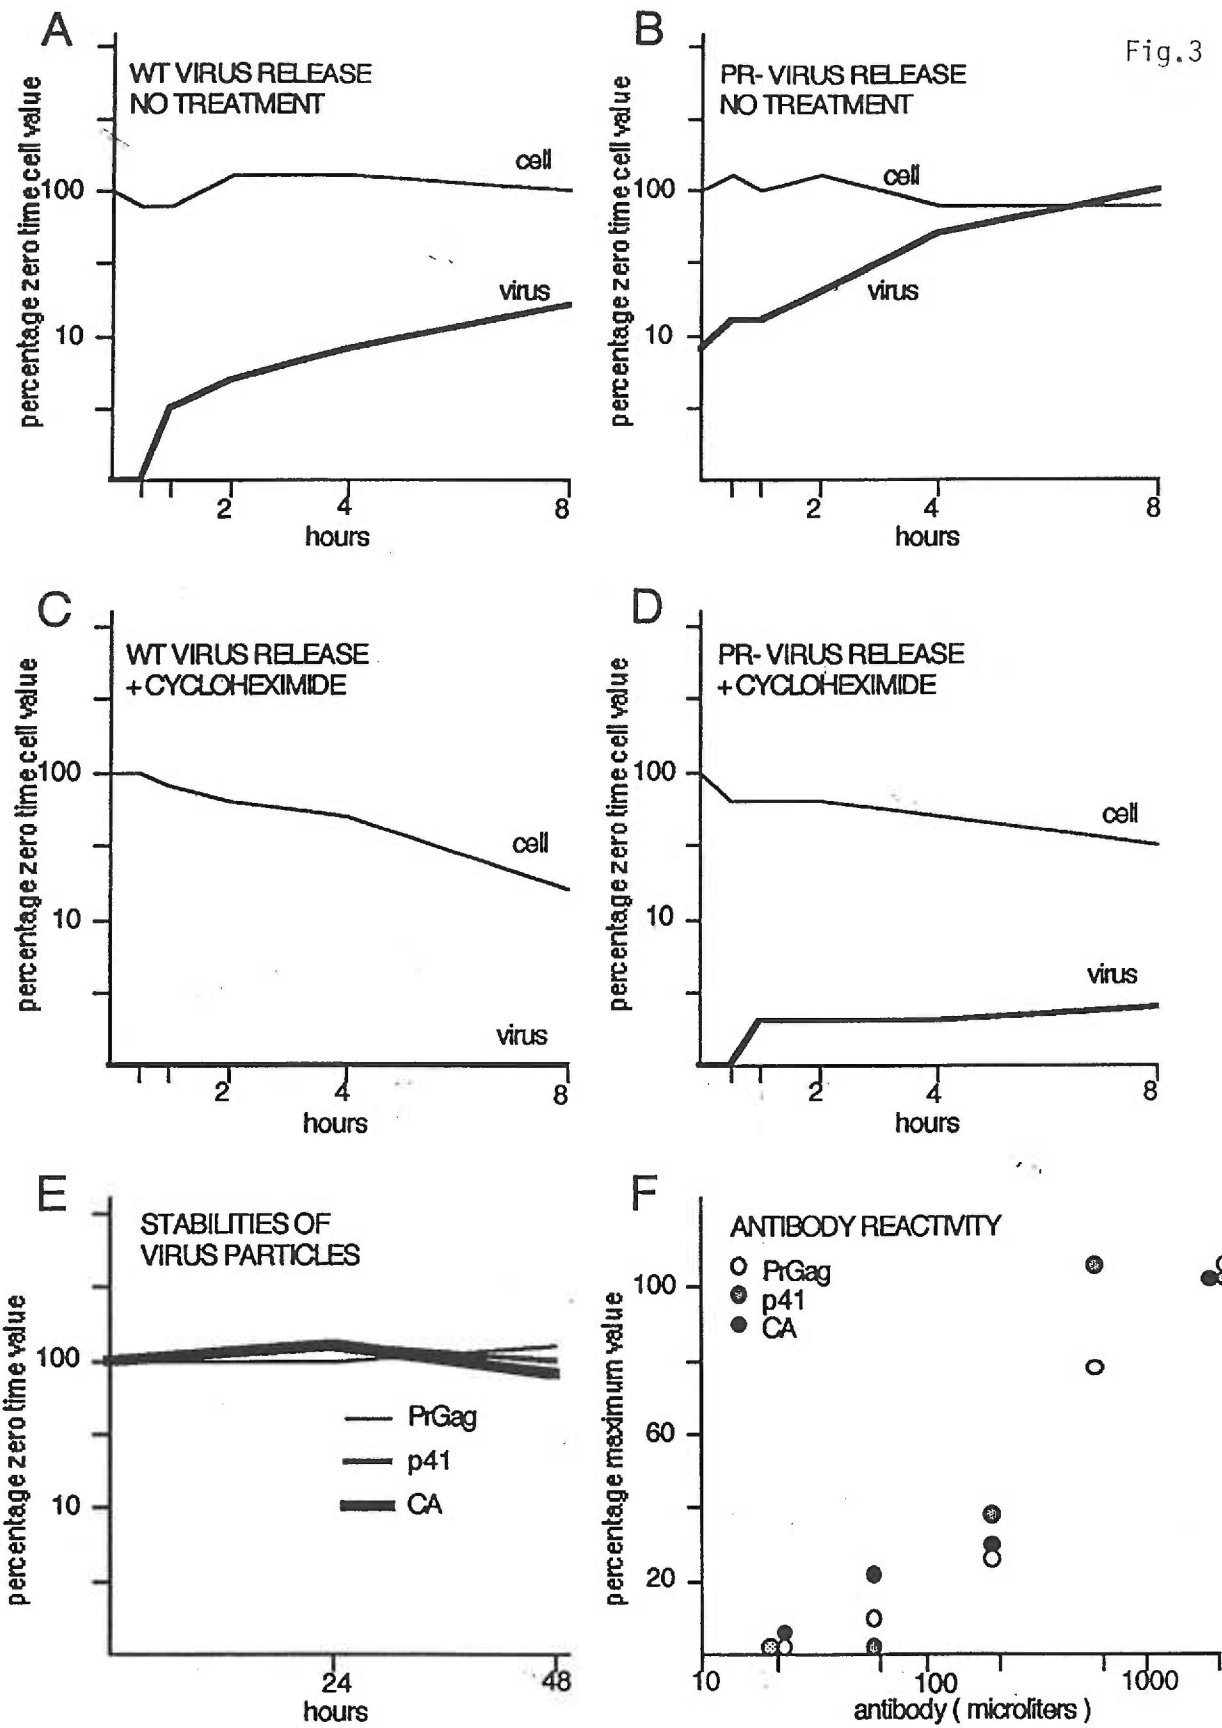 Fig.3
A
WT VIRUS RELEASE
NO TREATMENT
percentage zero time cell value
100
10
cell
virus
2 4 8
hours
B
PR- VIRUS RELEASE
NO TREATMENT
percentage zero time cell value
100
10
cell
virus
2 4 8
hours
C
WT VIRUS RELEASE
+ CYCLOHEXIMIDE
percentage zero time cell value
100
10
cell
virus
2 4 8
hours
D
PR- VIRUS RELEASE
+ CYCLOHEXIMIDE
percentage zero time cell value
100
10
cell
virus
2 4 8
hours
E
STABILITIES OF
VIRUS PARTICLES
percentage zero time value
100
10
PrGag
p41
CA
24 48
hours
F
ANTIBODY REACTIVITY
PrGag
p41
CA
percentage maximum value
100
60
20
10 100 1000
antibody ( microliters )